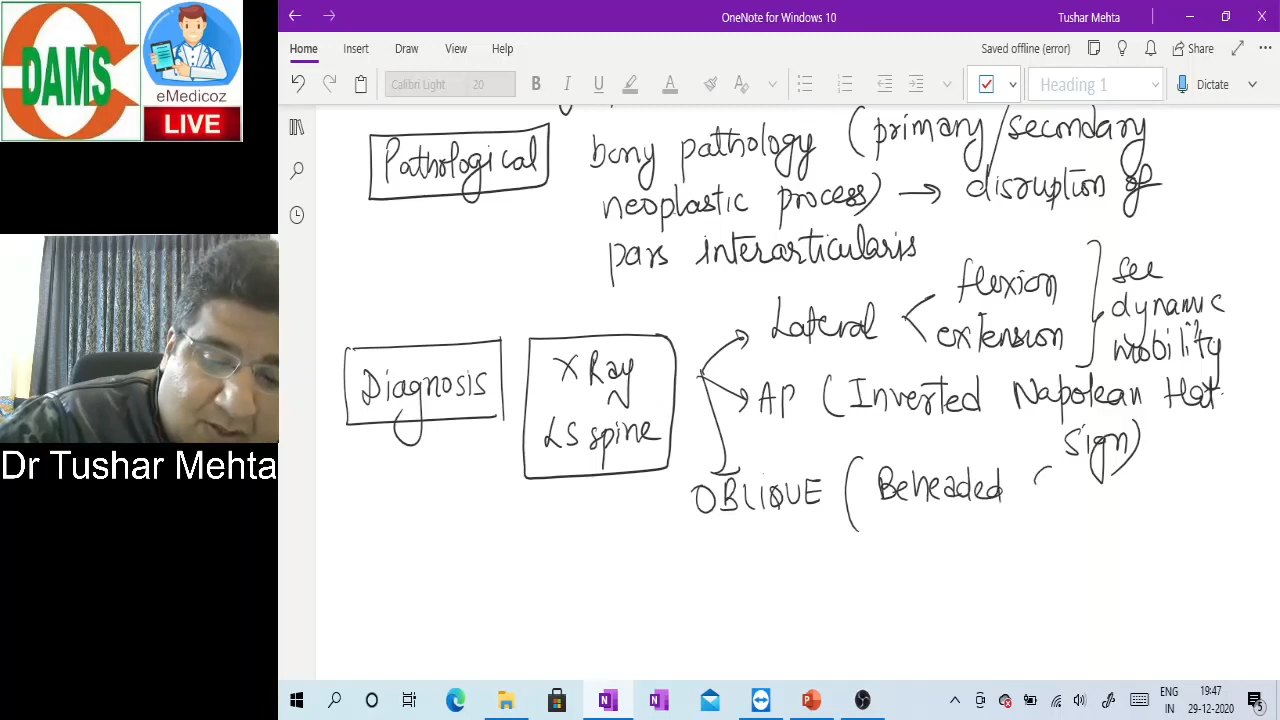 DAMS
eMedicoz
LIVE
Dr Tushar Mehta
OneNote for Windows 10
Tushar Mehta
Home
Insert
Draw
View
Help
Saved offline (error)
Share
Calibri Light
20
B
I
U
A
Heading 1
Dictate
Pathological
bony pathology (primary/secondary
neoplastic process) → disruption of
pars interarticularis
Diagnosis
X Ray
LS spine
Lateral
flexion
extension
see
dynamic
mobility
AP (Inverted Napolean Hat
Sign)
OBLIQUE (Beheaded
ENG
IN
19:47
29-12-2020
5